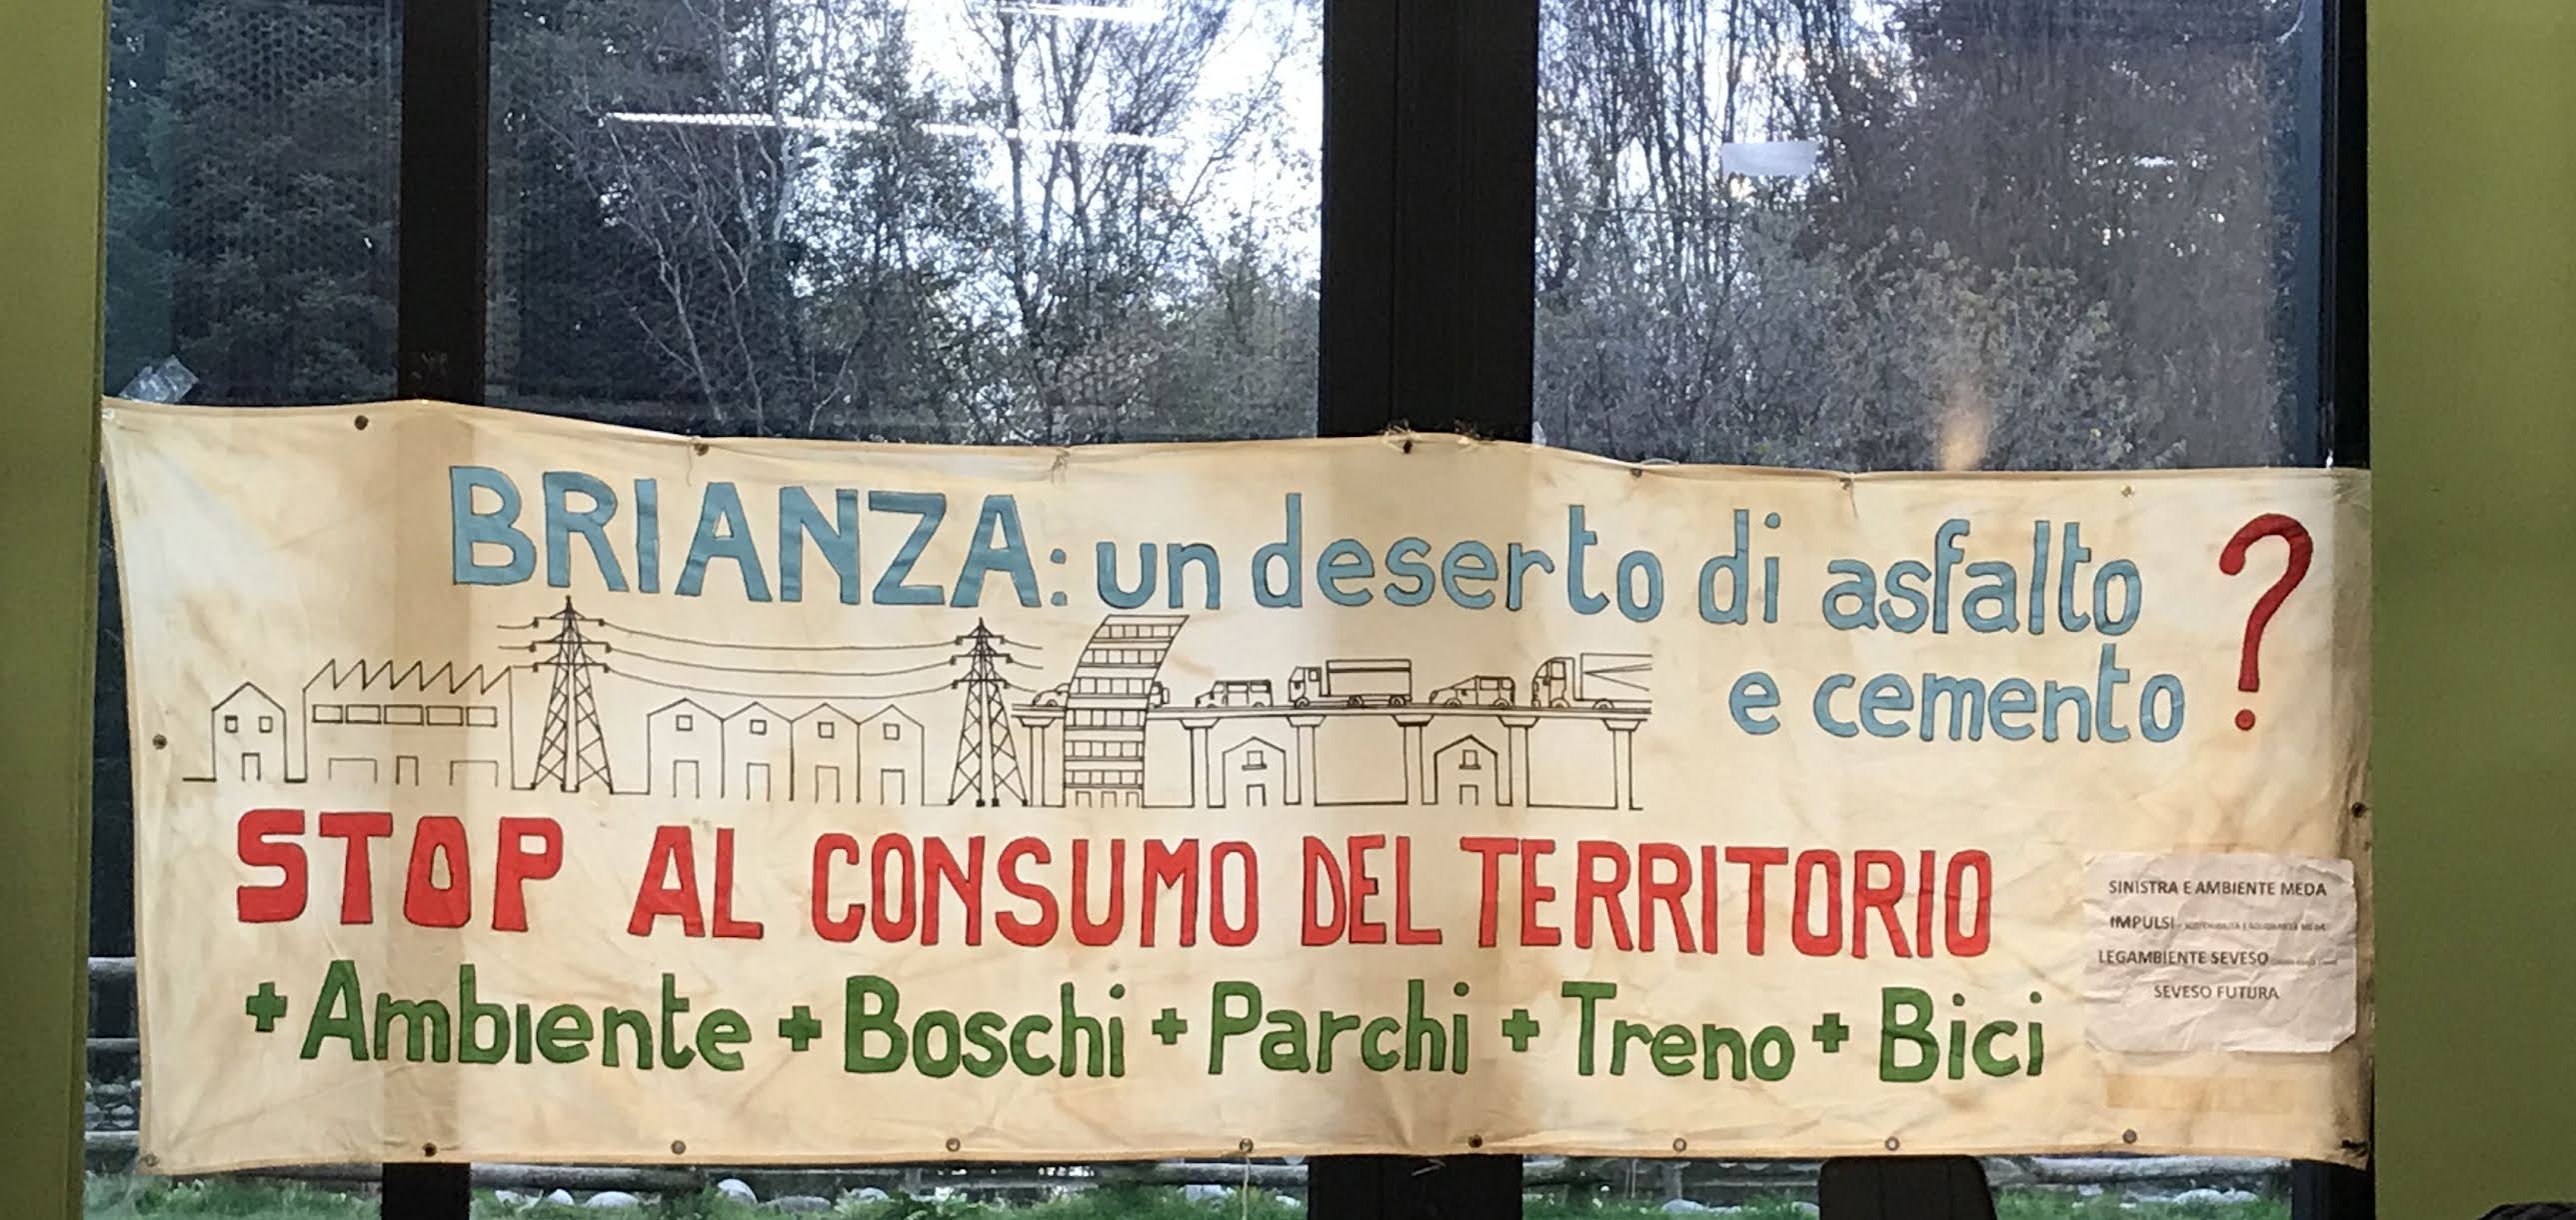 BRIANZA: un deserto di asfalto
e cemento ?
STOP AL CONSUMO DEL TERRITORIO
+ Ambiente + Boschi + Parchi + Treno + Bici
SINISTRA E AMBIENTE MEDA
IMPULSI
LEGAMBIENTE SEVESO
SEVESO FUTURA